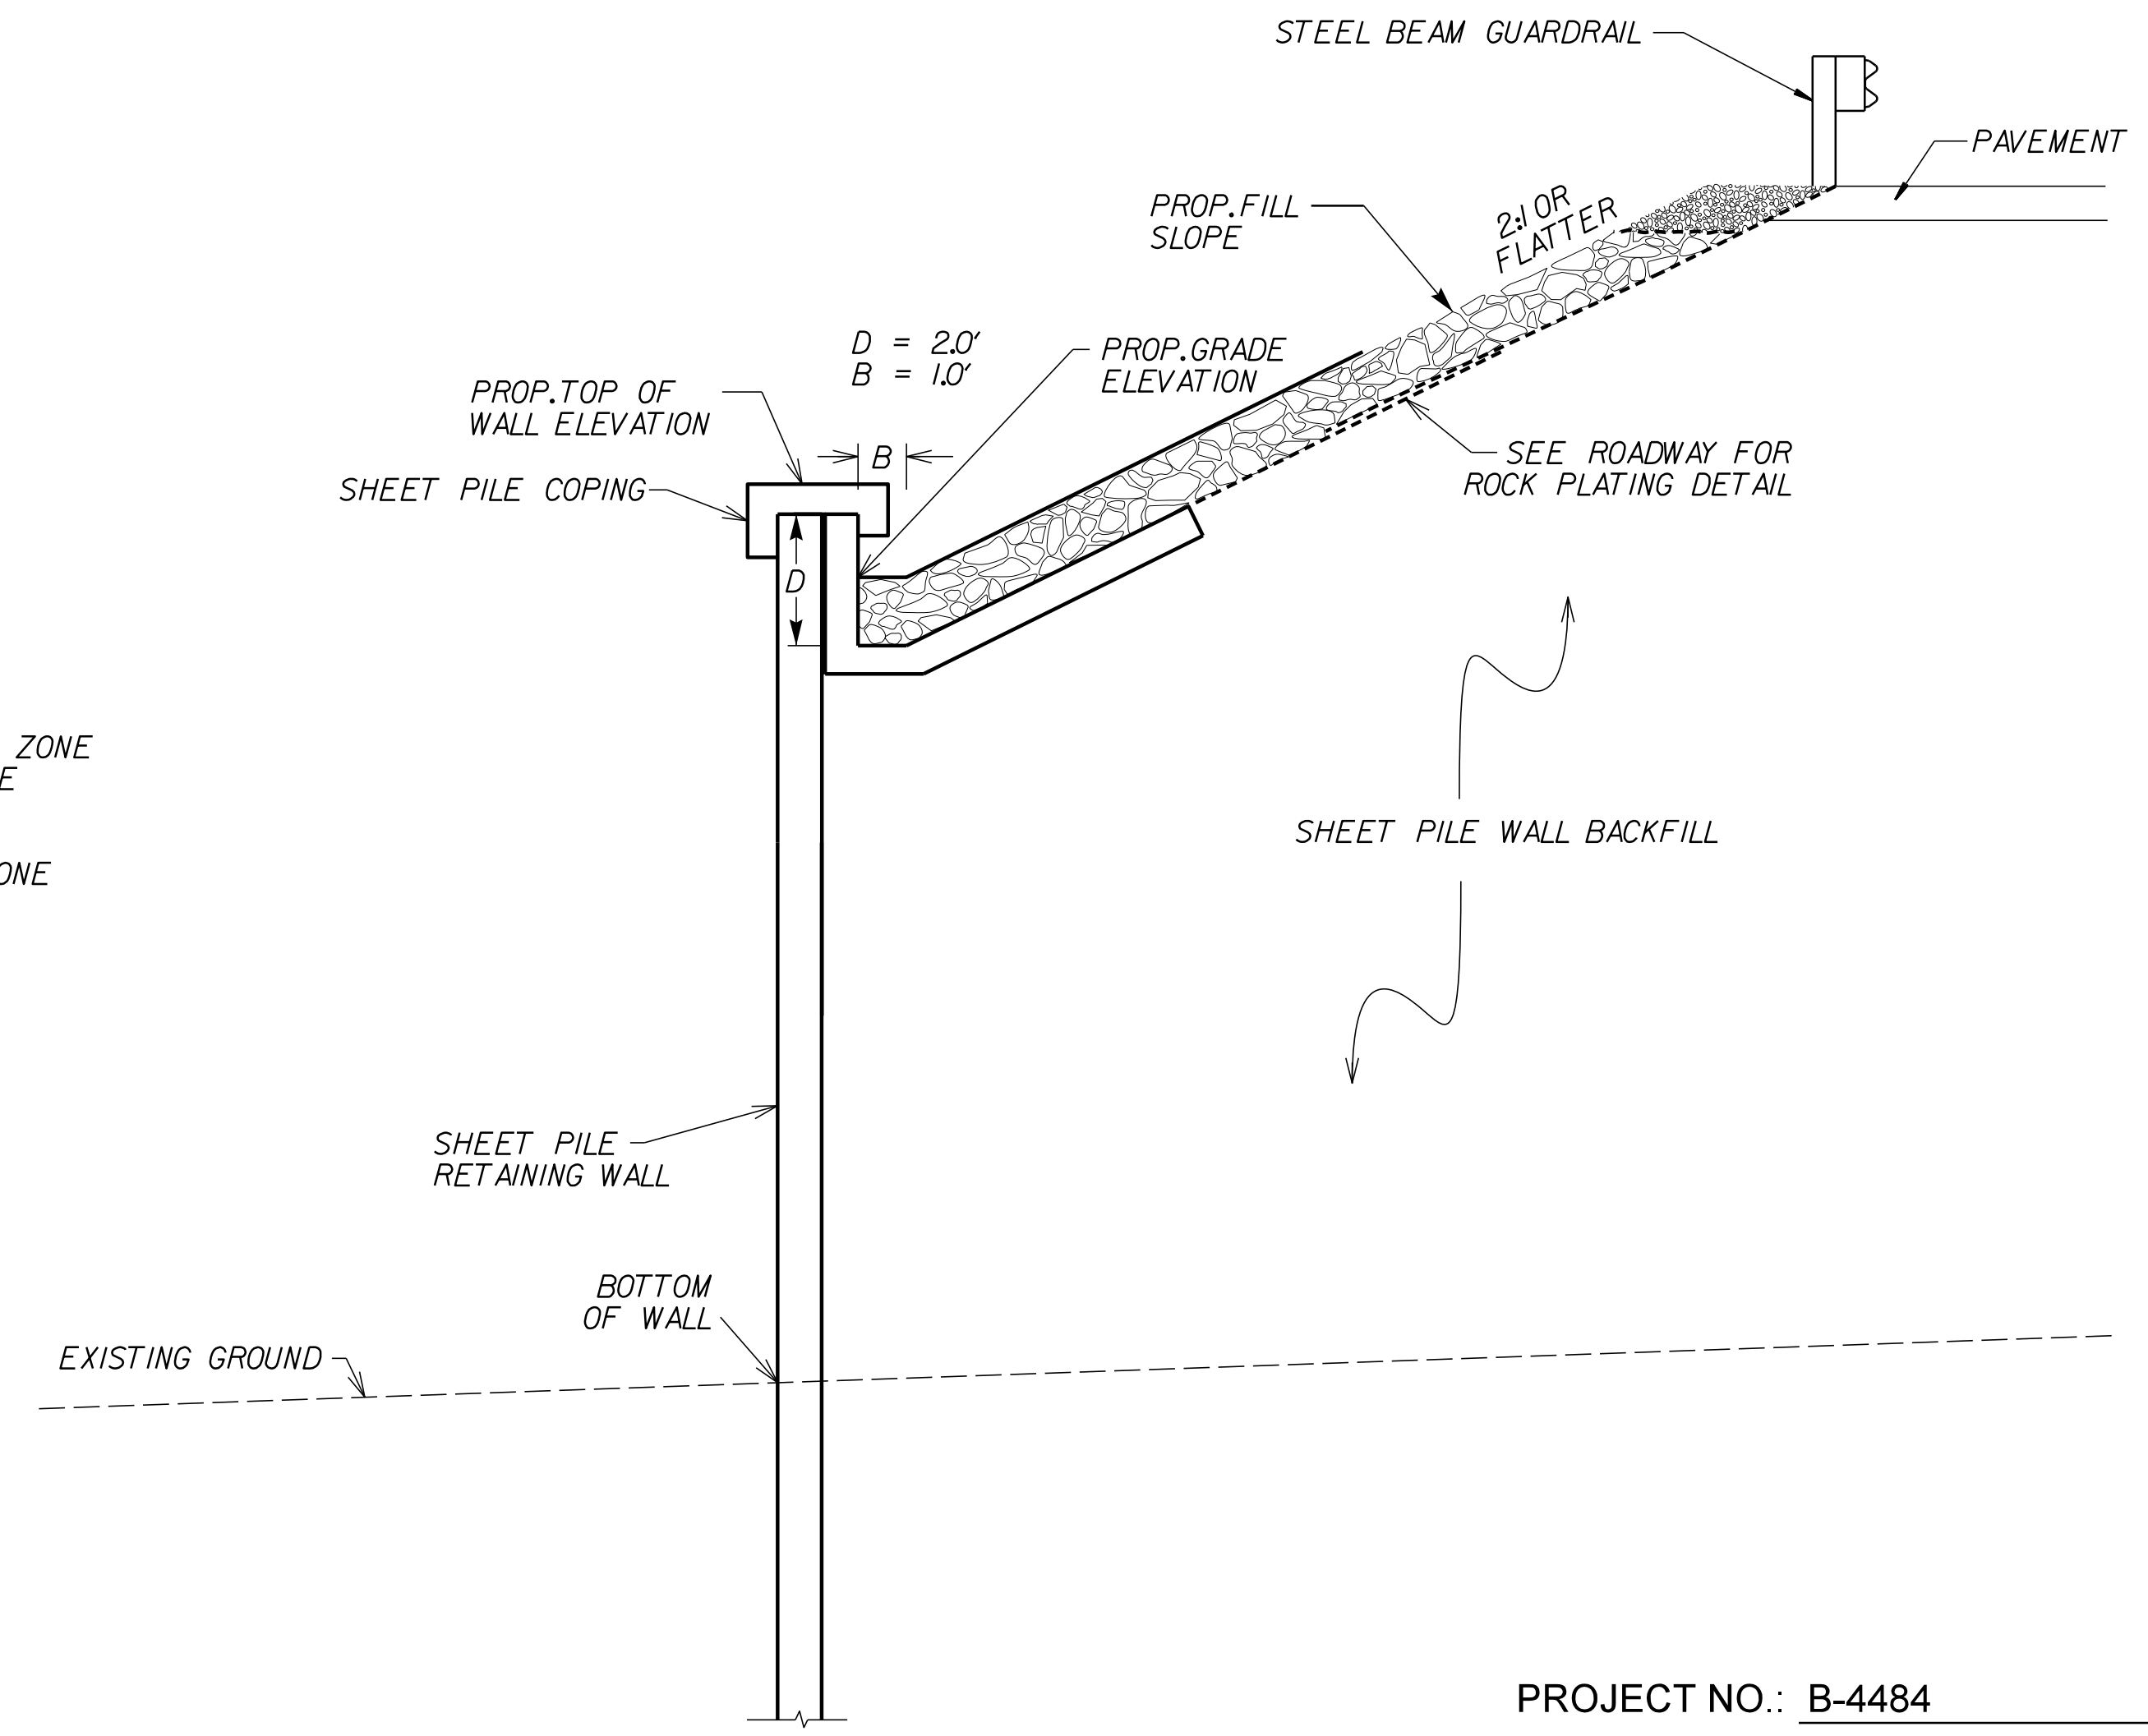 STEEL BEAM GUARDRAIL
PAVEMENT
PROP. FILL
SLOPE
2:1 OR
FLATTER
D = 2.0'
B = 1.0'
PROP. GRADE
ELEVATION
PROP. TOP OF
WALL ELEVATION
B
SHEET PILE COPING
SEE ROADWAY FOR
ROCK PLATING DETAIL
D
ZONE
E
ONE
SHEET PILE WALL BACKFILL
SHEET PILE
RETAINING WALL
BOTTOM
OF WALL
EXISTING GROUND
PROJECT NO.: B-4484